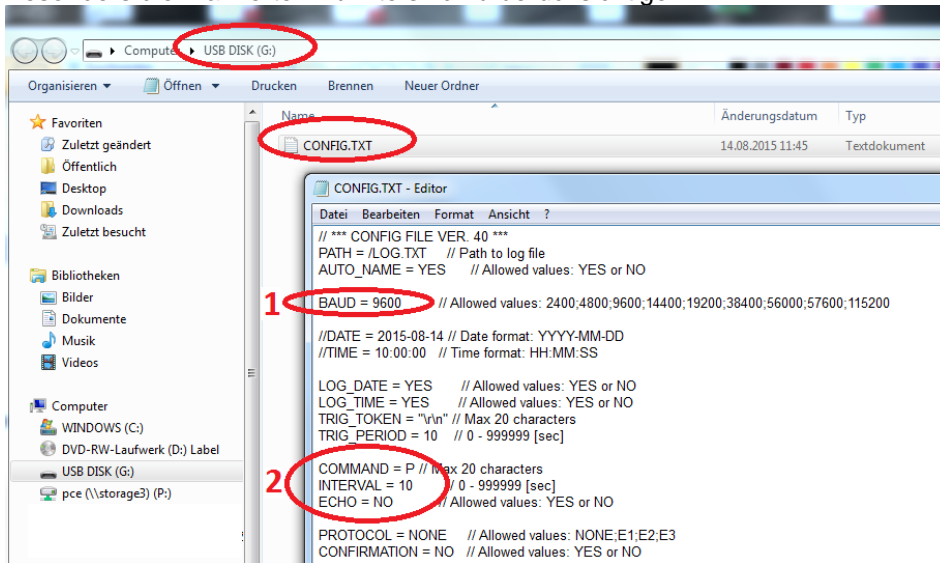 Computer ▸ USB DISK (G:)
Organisieren Öffnen Drucken Brennen Neuer Ordner
Name Änderungsdatum Typ
Favoriten
Zuletzt geändert
Öffentlich
Desktop
Downloads
Zuletzt besucht
Bibliotheken
Bilder
Dokumente
Musik
Videos
Computer
WINDOWS (C:)
DVD-RW-Laufwerk (D:) Label
USB DISK (G:)
pce (\\storage3) (P:)
CONFIG.TXT 14.08.2015 11:45 Textdokument
CONFIG.TXT - Editor
Datei Bearbeiten Format Ansicht ?
// *** CONFIG FILE VER. 40 ***
PATH = /LOG.TXT // Path to log file
AUTO_NAME = YES // Allowed values: YES or NO
1
BAUD = 9600 // Allowed values: 2400;4800;9600;14400;19200;38400;56000;57600;115200
//DATE = 2015-08-14 // Date format: YYYY-MM-DD
//TIME = 10:00:00 // Time format: HH:MM:SS
LOG_DATE = YES // Allowed values: YES or NO
LOG_TIME = YES // Allowed values: YES or NO
TRIG_TOKEN = "\r\n" // Max 20 characters
TRIG_PERIOD = 10 // 0 - 999999 [sec]
2
COMMAND = P // Max 20 characters
INTERVAL = 10 // 0 - 999999 [sec]
ECHO = NO // Allowed values: YES or NO
PROTOCOL = NONE // Allowed values: NONE;E1;E2;E3
CONFIRMATION = NO // Allowed values: YES or NO